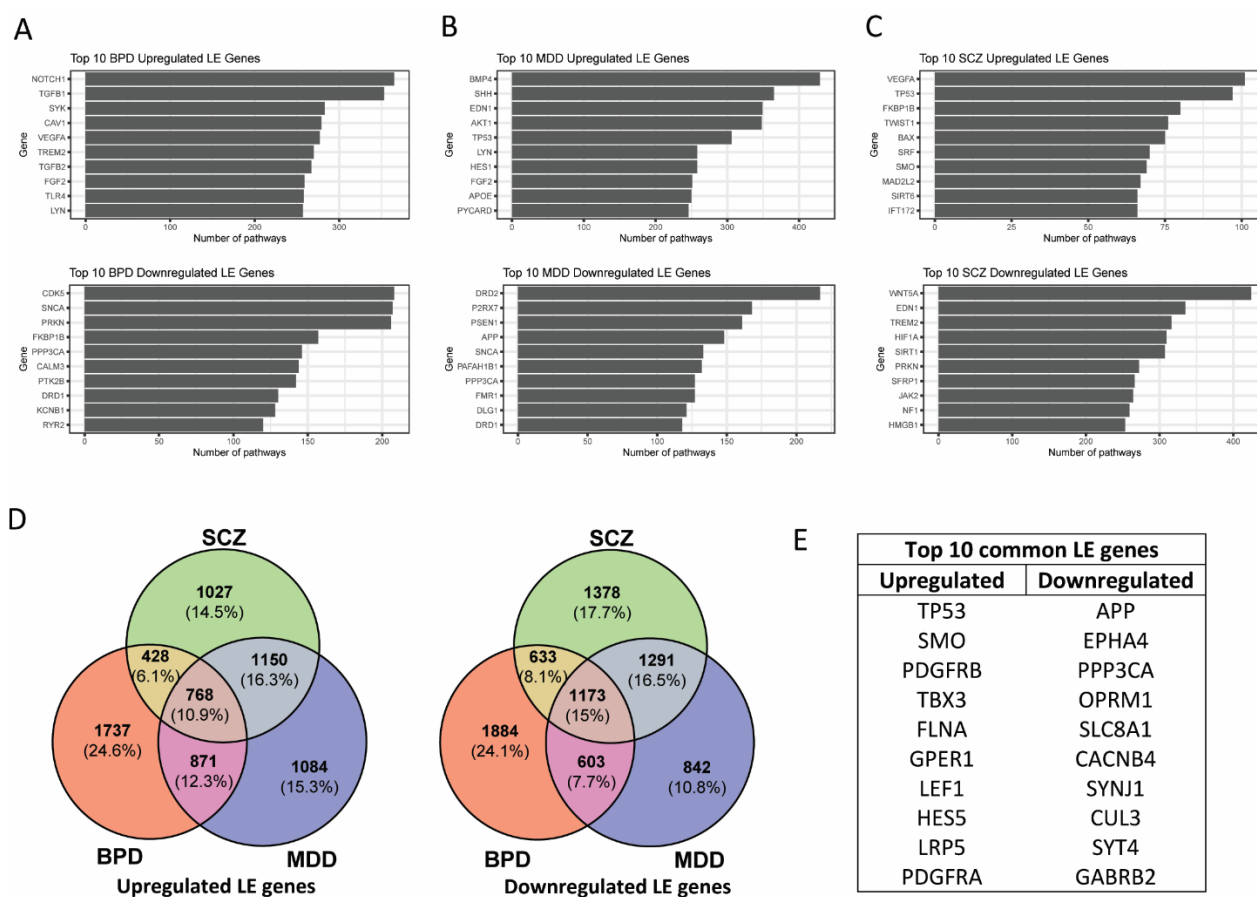 A
Top 10 BPD Upregulated LE Genes
Gene
NOTCH1
TGFB1
SYK
CAV1
VEGFA
TREM2
TGFB2
FGF2
TLR4
LYN
0 100 200 300
Number of pathways
Top 10 BPD Downregulated LE Genes
Gene
CDK5
SNCA
PRKN
FKBP1B
PPP3CA
CALM3
PTK2B
DRD1
KCNB1
RYR2
0 50 100 150 200
Number of pathways
B
Top 10 MDD Upregulated LE Genes
Gene
BMP4
SHH
EDN1
AKT1
TP53
LYN
HES1
FGF2
APOE
PYCARD
0 100 200 300 400
Number of pathways
Top 10 MDD Downregulated LE Genes
Gene
DRD2
P2RX7
PSEN1
APP
SNCA
PAFAH1B1
PPP3CA
FMR1
DLG1
DRD1
0 50 100 150 200
Number of pathways
C
Top 10 SCZ Upregulated LE Genes
Gene
VEGFA
TP53
FKBP1B
TWIST1
BAX
SRF
SMO
MAD2L2
SIRT6
IFT172
0 25 50 75 100
Number of pathways
Top 10 SCZ Downregulated LE Genes
Gene
WNT5A
EDN1
TREM2
HIF1A
SIRT1
PRKN
SFRP1
JAK2
NF1
HMGB1
0 100 200 300 400
Number of pathways
D
SCZ
1027
(14.5%)
428
(6.1%)
1150
(16.3%)
768
(10.9%)
1737
(24.6%)
871
(12.3%)
1084
(15.3%)
BPD
MDD
Upregulated LE genes
SCZ
1378
(17.7%)
633
(8.1%)
1291
(16.5%)
1173
(15%)
1884
(24.1%)
603
(7.7%)
842
(10.8%)
BPD
MDD
Downregulated LE genes
E
Top 10 common LE genes
Upregulated Downregulated
TP53 APP
SMO EPHA4
PDGFRB PPP3CA
TBX3 OPRM1
FLNA SLC8A1
GPER1 CACNB4
LEF1 SYNJ1
HES5 CUL3
LRP5 SYT4
PDGFRA GABRB2